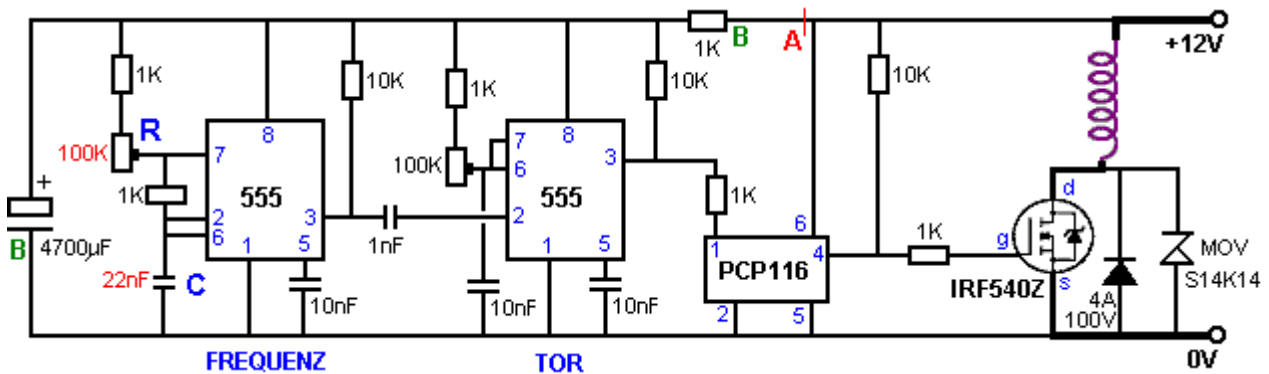 1K
B
A
+12V
1K
10K
1K
10K
10K
R
8
8
100K
7
7
6
3
100K
555
555
1K
1K
+
2
6
3
2
6
1K
d
g
1
5
1nF
1
5
1
4
PCP116
MOV
S14K14
B
4700µF
22nF
C
10nF
10nF
10nF
2
5
IRF540Z
s
4A
100V
FREQUENZ
TOR
0V